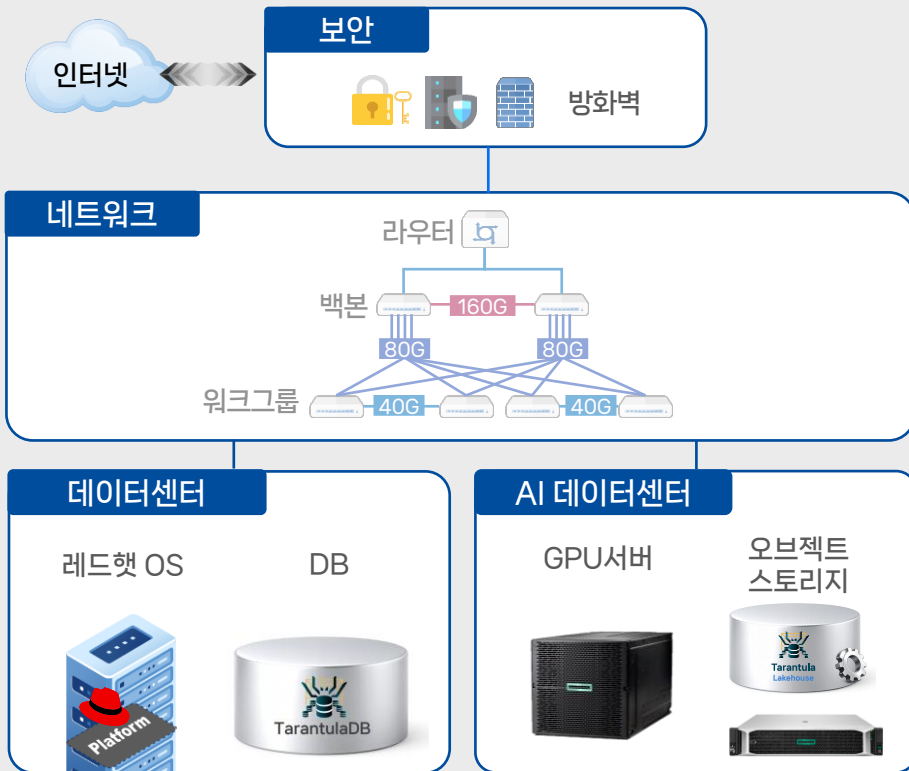 보안
인터넷
방화벽
네트워크
라우터
백본
160G
80G
80G
워크그룹
40G
40G
데이터센터
레드햇 OS
DB
Platform
TarantulaDB
AI 데이터센터
GPU서버
오브젝트
스토리지
Tarantula
Lakehouse